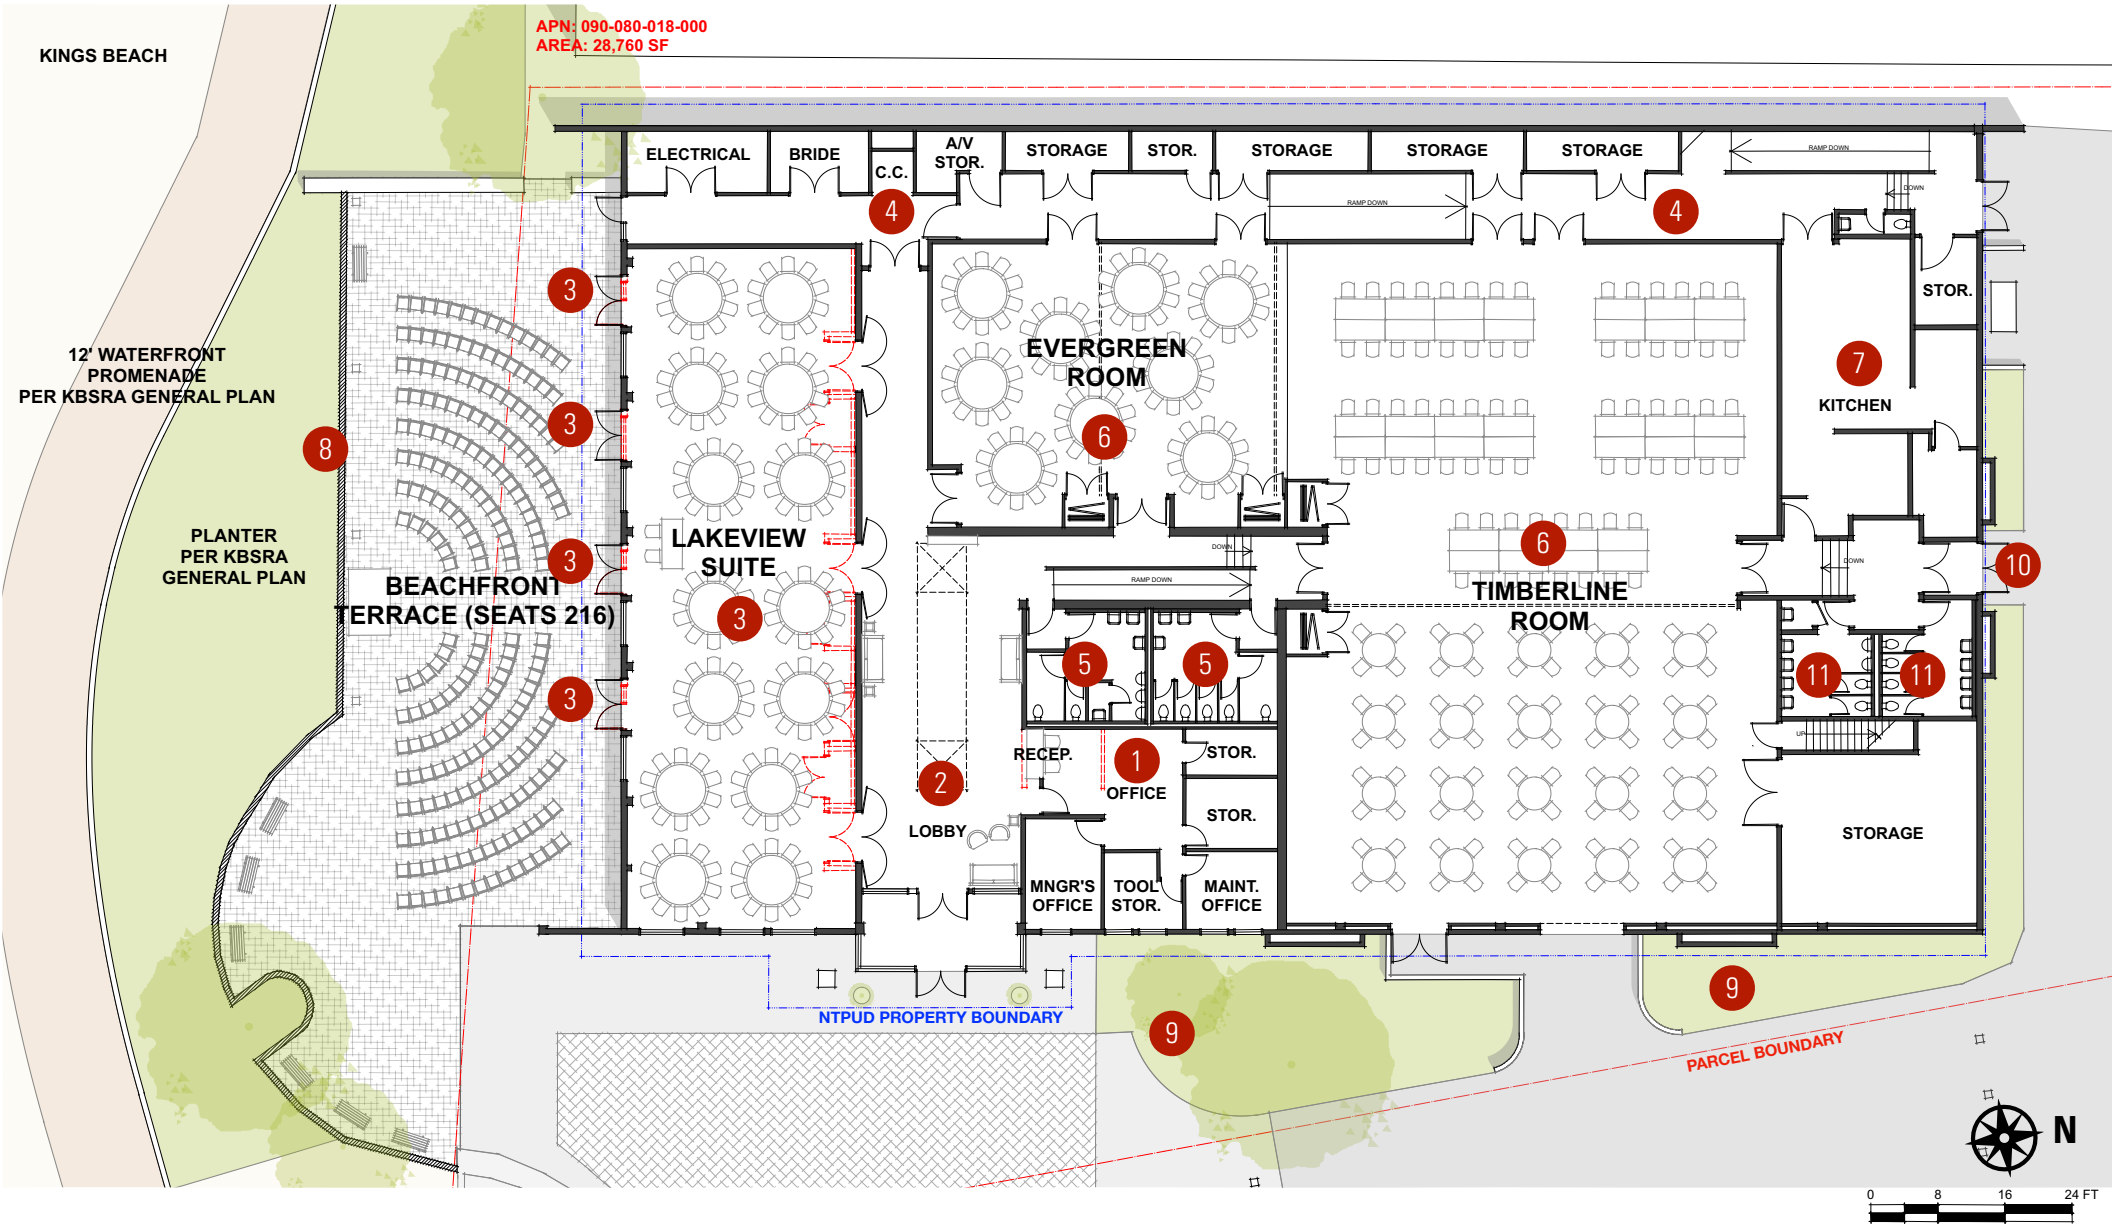 APN: 090-080-018-000
AREA: 28,760 SF
KINGS BEACH
ELECTRICAL
BRIDE
C.C.
A/V
STOR.
STORAGE
STOR.
STORAGE
STORAGE
STORAGE
RAMP DOWN
DOWN
RAMP DOWN
4
4
3
STOR.
12' WATERFRONT
PROMENADE
PER KBSRA GENERAL PLAN
EVERGREEN
ROOM
7
KITCHEN
3
6
8
PLANTER
PER KBSRA
GENERAL PLAN
LAKEVIEW
SUITE
3
3
BEACHFRONT
TERRACE (SEATS 216)
DOWN
RAMP DOWN
6
TIMBERLINE
ROOM
DOWN
10
5
5
11
11
3
UP
RECEP.
1
OFFICE
STOR.
STOR.
2
LOBBY
STORAGE
MNGR'S
OFFICE
TOOL
STOR.
MAINT.
OFFICE
9
9
NTPUD PROPERTY BOUNDARY
PARCEL BOUNDARY
N
0 8 16 24 FT